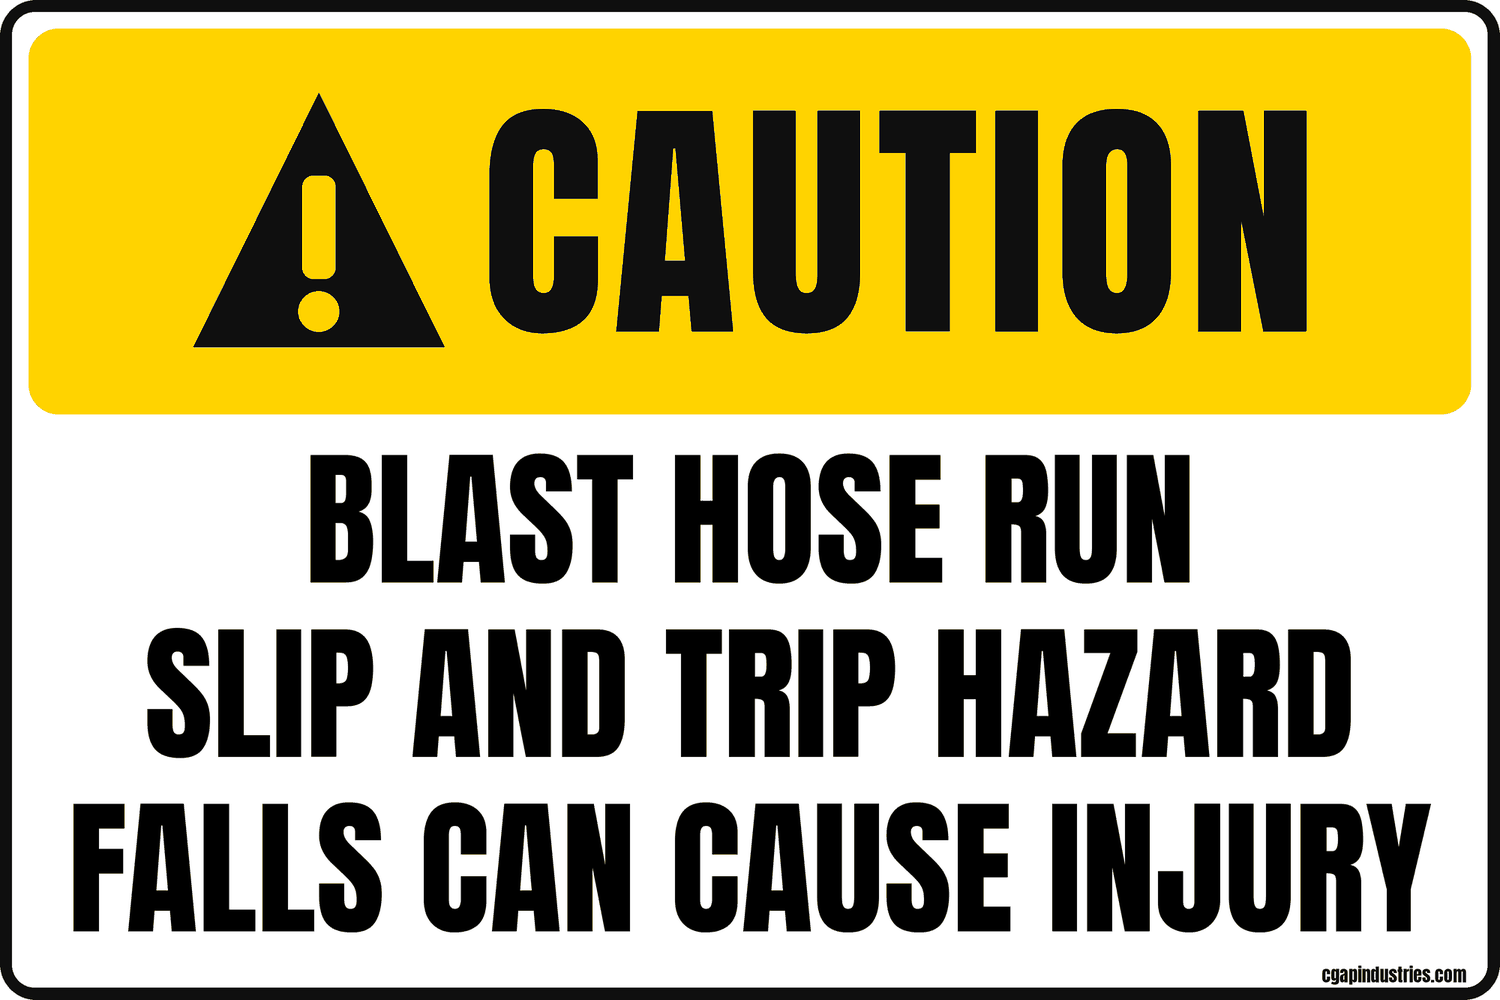 CAUTION
BLAST HOSE RUN
SLIP AND TRIP HAZARD
FALLS CAN CAUSE INJURY
cgapindustries.com